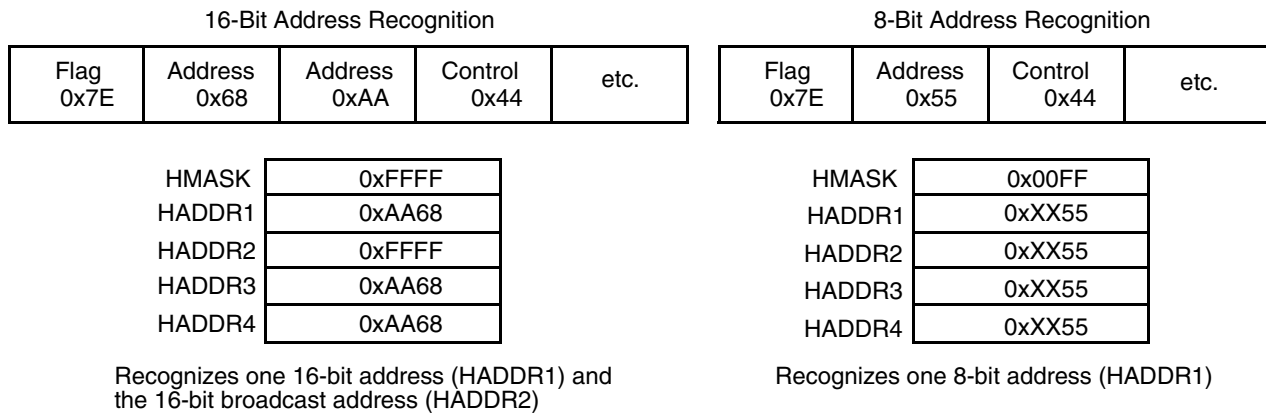 16-Bit Address Recognition
Flag 0x7E Address 0x68 Address 0xAA Control 0x44 etc.
HMASK 0xFFFF
HADDR1 0xAA68
HADDR2 0xFFFF
HADDR3 0xAA68
HADDR4 0xAA68
Recognizes one 16-bit address (HADDR1) and
the 16-bit broadcast address (HADDR2)
8-Bit Address Recognition
Flag 0x7E Address 0x55 Control 0x44 etc.
HMASK 0x00FF
HADDR1 0xXX55
HADDR2 0xXX55
HADDR3 0xXX55
HADDR4 0xXX55
Recognizes one 8-bit address (HADDR1)